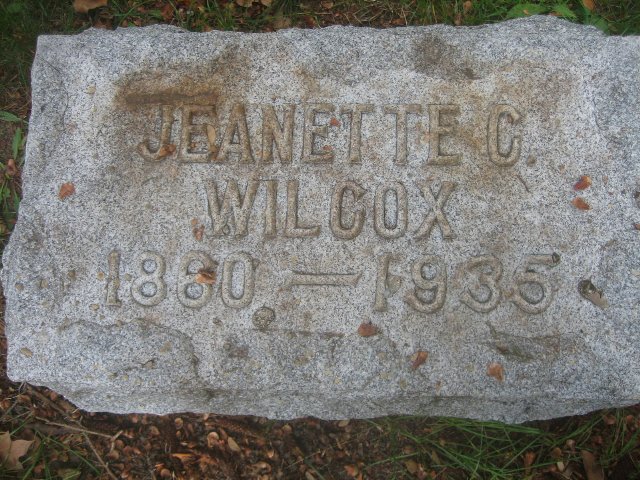 JEANETTE C.
WILCOX
1860 — 1935